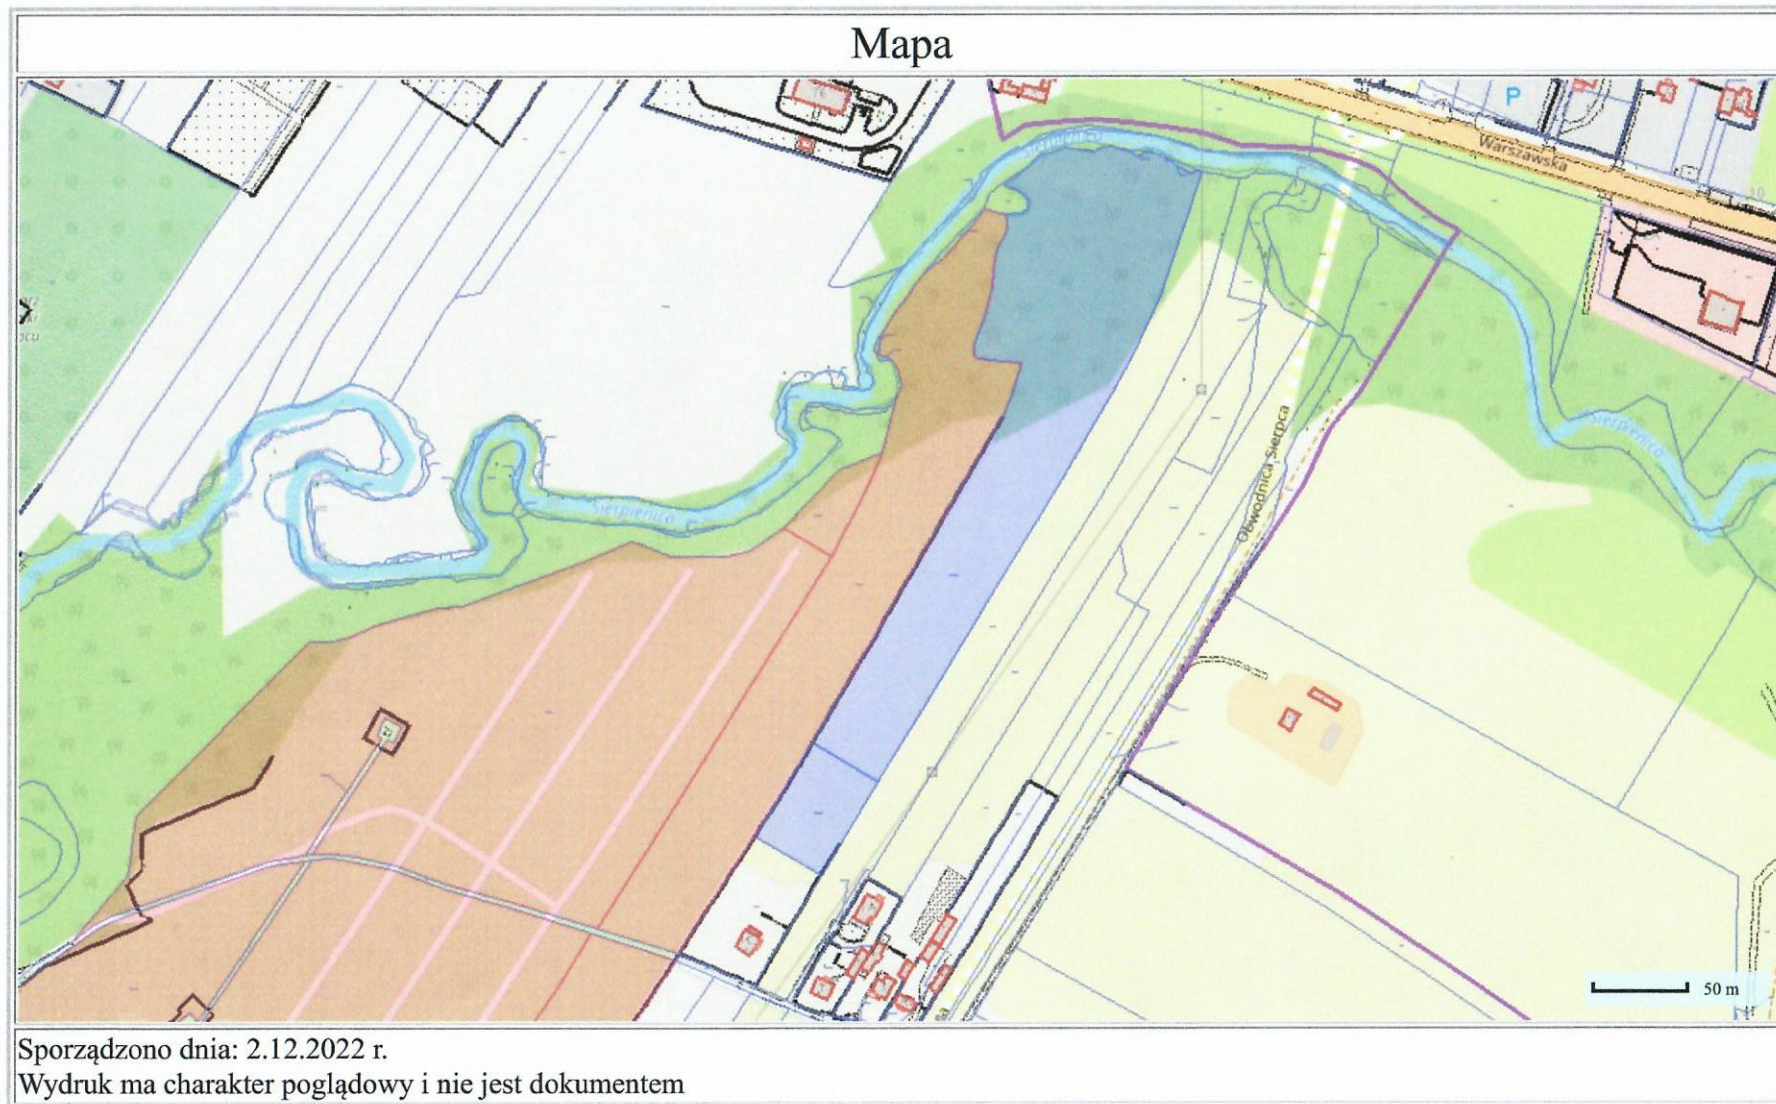 Mapa
P
Warszawska
Sierpienica
10
Obwodnica Sierpca
Sierpienica
Sierpienica
50 m
Sporządzono dnia: 2.12.2022 r.
Wydruk ma charakter poglądowy i nie jest dokumentem